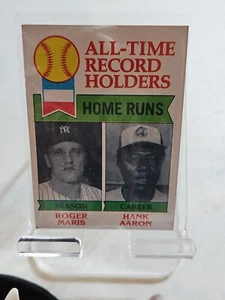 ALL-TIME
RECORD
HOLDERS
HOME RUNS
SEASON
ROGER
MARIS
CAREER
HANK
AARON